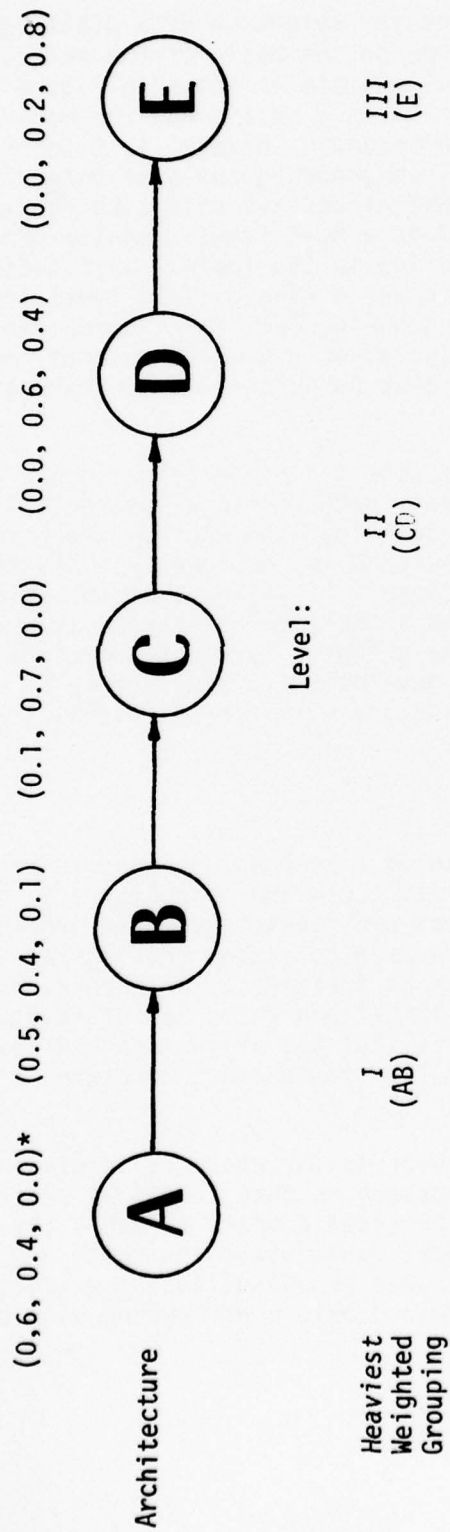 (0,6, 0.4, 0.0)* (0.5, 0.4, 0.1) (0.1, 0.7, 0.0) (0.0, 0.6, 0.4) (0.0, 0.2, 0.8)
Architecture A B C D E
Level:
Heaviest
Weighted
Grouping
I II III
(AB) (CD) (E)